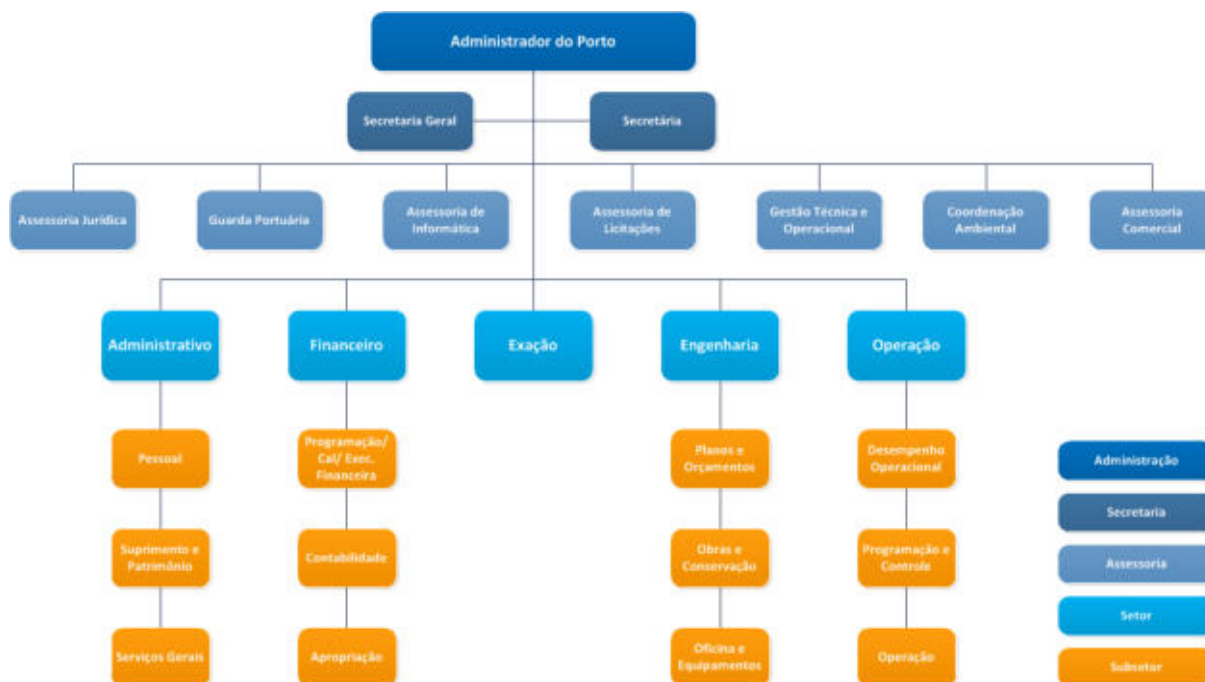 Administrador do Porto
Secretaria Geral
Secretária
Assessoria Jurídica
Guarda Portuária
Assessoria de
Informática
Assessoria de
Licitações
Gestão Técnica e
Operacional
Coordenação
Ambiental
Assessoria
Comercial
Administrativo
Financeiro
Exação
Engenharia
Operação
Pessoal
Programação/
Cal/ Exec.
Financeira
Planos e
Orçamentos
Desempenho
Operacional
Administração
Secretaria
Suprimento e
Patrimônio
Contabilidade
Obras e
Conservação
Programação e
Controle
Assessoria
Setor
Serviços Gerais
Apropriação
Oficina e
Equipamentos
Operação
Subsetor